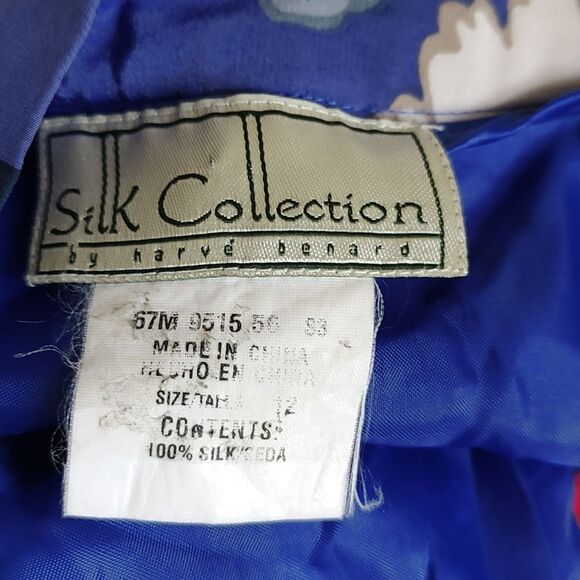 Silk Collection
by harvé benard
67M 9515 56 S3
MADE IN CHINA
HECHO EN CHINA
SIZE/TALLA 12
CONTENTS:
100% SILK/SEDA